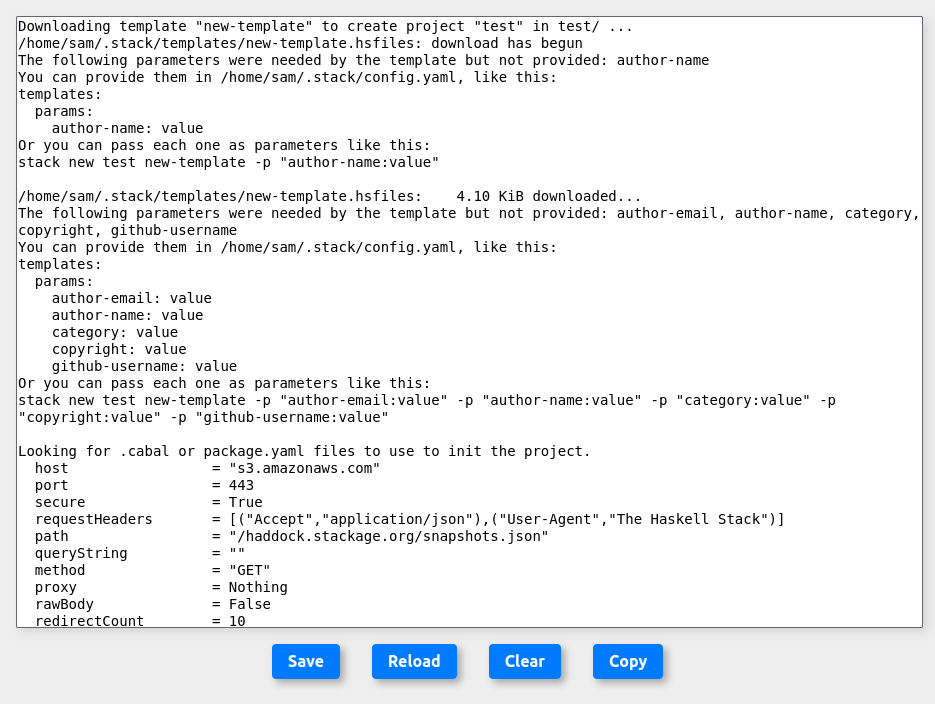 Downloading template "new-template" to create project "test" in test/ ...
/home/sam/.stack/templates/new-template.hsfiles: download has begun
The following parameters were needed by the template but not provided: author-name
You can provide them in /home/sam/.stack/config.yaml, like this:
templates:
  params:
    author-name: value
Or you can pass each one as parameters like this:
stack new test new-template -p "author-name:value"

/home/sam/.stack/templates/new-template.hsfiles:    4.10 KiB downloaded...
The following parameters were needed by the template but not provided: author-email, author-name, category,
copyright, github-username
You can provide them in /home/sam/.stack/config.yaml, like this:
templates:
  params:
    author-email: value
    author-name: value
    category: value
    copyright: value
    github-username: value
Or you can pass each one as parameters like this:
stack new test new-template -p "author-email:value" -p "author-name:value" -p "category:value" -p
"copyright:value" -p "github-username:value"

Looking for .cabal or package.yaml files to use to init the project.
  host                 = "s3.amazonaws.com"
  port                 = 443
  secure               = True
  requestHeaders       = [("Accept","application/json"),("User-Agent","The Haskell Stack")]
  path                 = "/haddock.stackage.org/snapshots.json"
  queryString          = ""
  method               = "GET"
  proxy                = Nothing
  rawBody              = False
  redirectCount        = 10
Save Reload Clear Copy